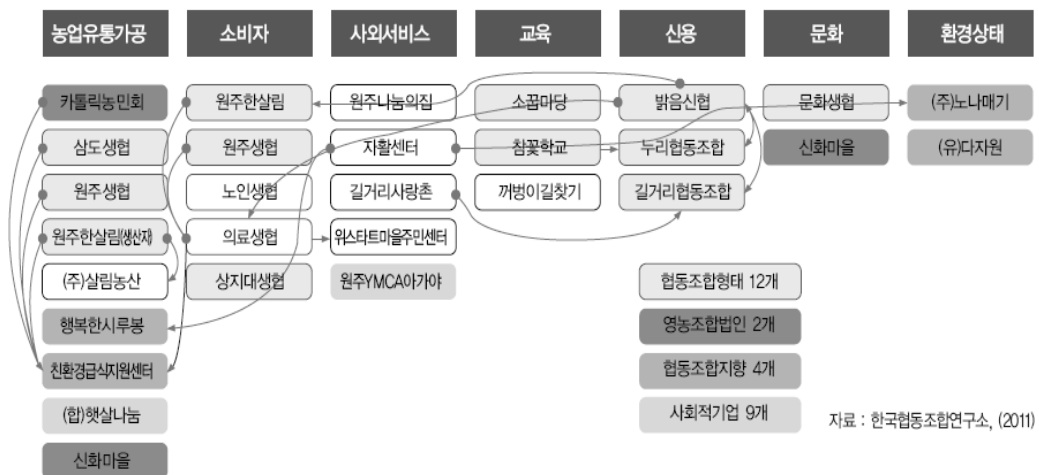 농업유통가공 소비자 사외서비스 교육 신용 문화 환경상태
카톨릭농민회 원주한살림 원주나눔의집 소꿉마당 밝음신협 문화생협 (주)노나매기
삼도생협 원주생협 자활센터 참꽃학교 누리협동조합 신화마을 (유)다자원
원주생협 노인생협 길거리사랑촌 꺼벙이길찾기 길거리협동조합
원주한살림(생산자) 의료생협 위스타트마을주민센터
(주)살림농산 상지대생협 원주YMCA아가야 협동조합형태 12개
행복한시루봉 영농조합법인 2개
친환경급식지원센터 협동조합지향 4개
(합)햇살나눔 사회적기업 9개
자료 : 한국협동조합연구소, (2011)
신화마을